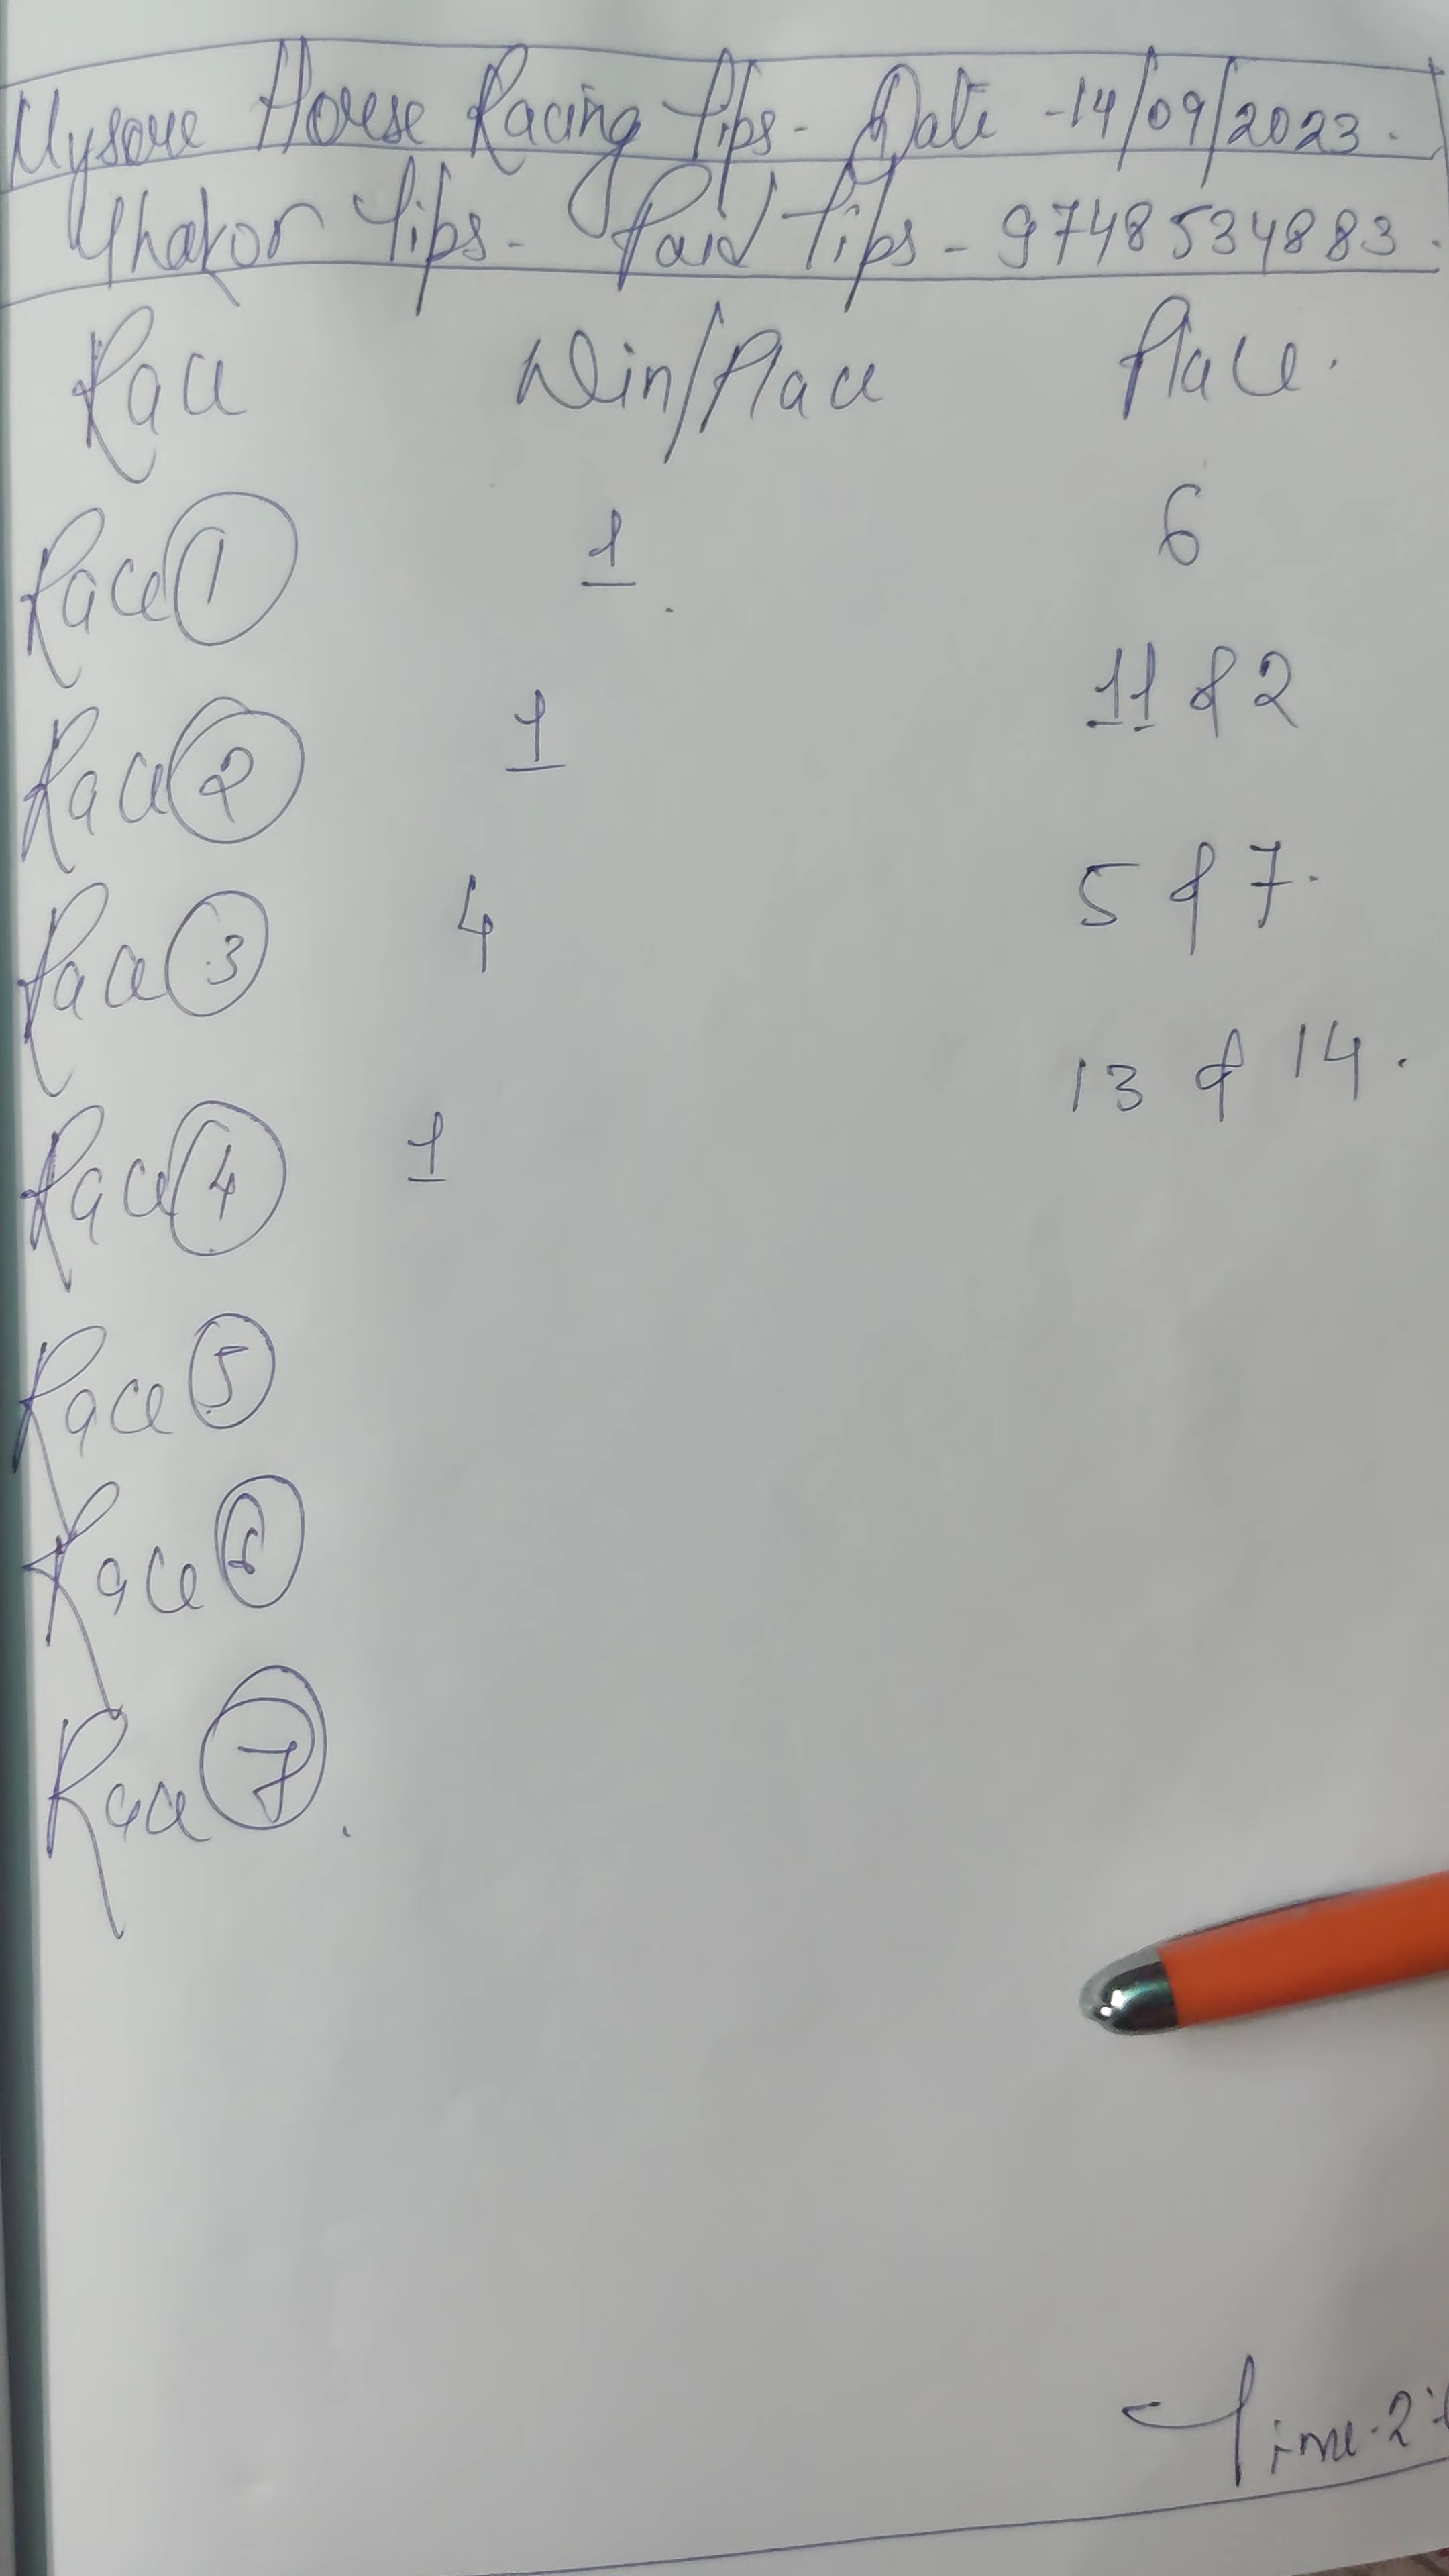 Mysore Horse Racing Tips - Date - 14/09/2023.
Thakor Tips - Paid Tips - 9748534883.
Race Win/Place Place.
Race 1 1 6
Race 2 1 11 & 2
Race 3 4 5 & 7.
Race 4 1 13 & 14.
Race 5
Race 6
Race 7.
Time-2